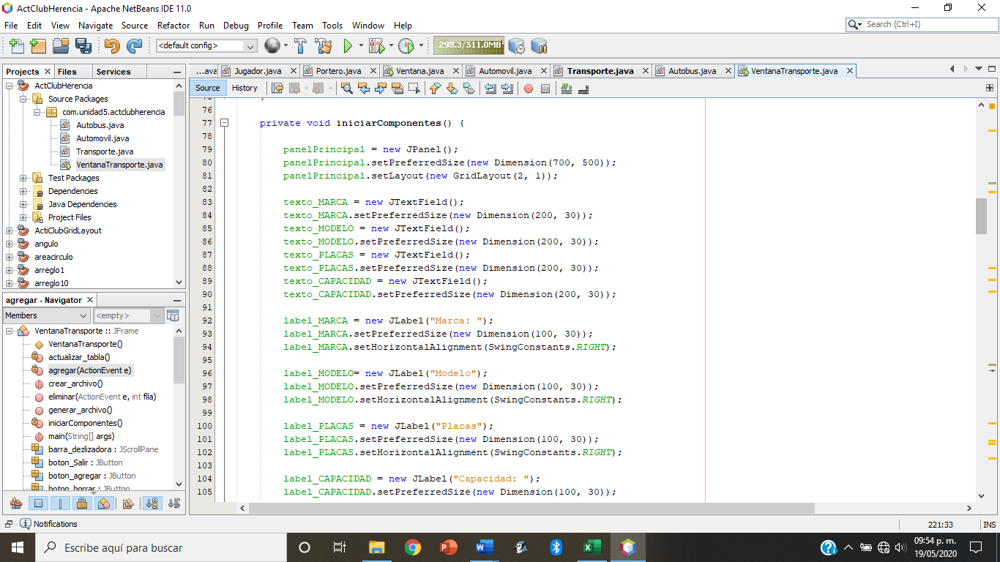 ActClubHerencia - Apache NetBeans IDE 11.0
File Edit View Navigate Source Refactor Run Debug Profile Team Tools Window Help
Search (Ctrl+I)
<default config>
298.3/511.0MB
Projects Files Services
...ava Jugador.java Portero.java Ventana.java Automovil.java Transporte.java Autobus.java VentanaTransporte.java
Source History
ActClubHerencia
Source Packages
com.unidad5.actclubherencia
Autobus.java
Automovil.java
Transporte.java
VentanaTransporte.java
Test Packages
Dependencies
Java Dependencies
Project Files
ActiClubGridLayout
angulo
areacirculo
arreglo1
arreglo10
agregar - Navigator
Members <empty>
VentanaTransporte :: JFrame
VentanaTransporte()
actualizar_tabla()
agregar(ActionEvent e)
crear_archivo()
eliminar(ActionEvent e, int fila)
generar_archivo()
iniciarComponentes()
main(String[] args)
barra_dezlizadora : JScrollPane
boton_Salir : JButton
boton_agregar : JButton
boton_borrar : JButton
76
77 private void iniciarComponentes() {
78
79 panelPrincipal = new JPanel();
80 panelPrincipal.setPreferredSize(new Dimension(700, 500));
81 panelPrincipal.setLayout(new GridLayout(2, 1));
82
83 texto_MARCA = new JTextField();
84 texto_MARCA.setPreferredSize(new Dimension(200, 30));
85 texto_MODELO = new JTextField();
86 texto_MODELO.setPreferredSize(new Dimension(200, 30));
87 texto_PLACAS = new JTextField();
88 texto_PLACAS.setPreferredSize(new Dimension(200, 30));
89 texto_CAPACIDAD = new JTextField();
90 texto_CAPACIDAD.setPreferredSize(new Dimension(200, 30));
91
92 label_MARCA = new JLabel("Marca: ");
93 label_MARCA.setPreferredSize(new Dimension(100, 30));
94 label_MARCA.setHorizontalAlignment(SwingConstants.RIGHT);
95
96 label_MODELO= new JLabel("Modelo");
97 label_MODELO.setPreferredSize(new Dimension(100, 30));
98 label_MODELO.setHorizontalAlignment(SwingConstants.RIGHT);
99
100 label_PLACAS = new JLabel("Placas");
101 label_PLACAS.setPreferredSize(new Dimension(100, 30));
102 label_PLACAS.setHorizontalAlignment(SwingConstants.RIGHT);
103
104 label_CAPACIDAD = new JLabel("Capacidad: ");
105 label_CAPACIDAD.setPreferredSize(new Dimension(100, 30));
Notifications
221:33 INS
Escribe aquí para buscar
09:54 p. m.
19/05/2020